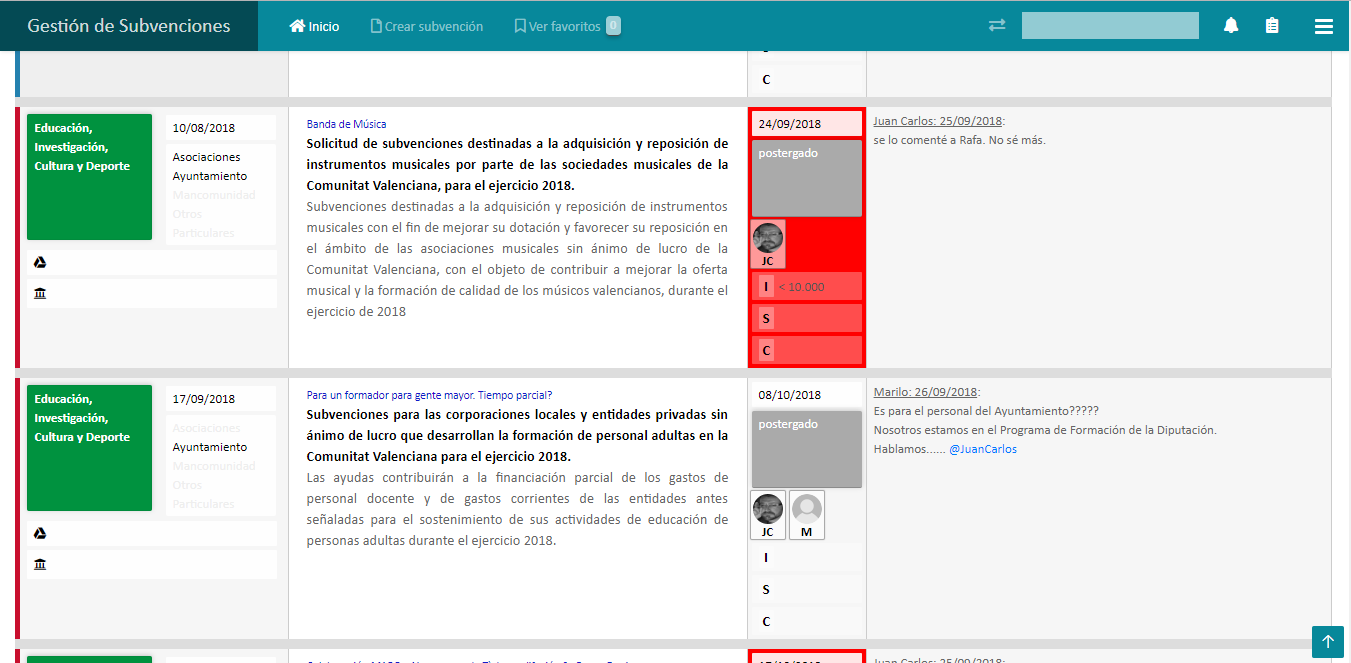 Gestión de Subvenciones
Inicio
Crear subvención
Ver favoritos 0
C
Educación,
Investigación,
Cultura y Deporte
10/08/2018
Asociaciones
Ayuntamiento
Mancomunidad
Otros
Particulares
Banda de Música
Solicitud de subvenciones destinadas a la adquisición y reposición de
instrumentos musicales por parte de las sociedades musicales de la
Comunitat Valenciana, para el ejercicio 2018.
Subvenciones destinadas a la adquisición y reposición de instrumentos
musicales con el fin de mejorar su dotación y favorecer su reposición en
el ámbito de las asociaciones musicales sin ánimo de lucro de la
Comunitat Valenciana, con el objeto de contribuir a mejorar la oferta
musical y la formación de calidad de los músicos valencianos, durante el
ejercicio de 2018
24/09/2018
postergado
JC
I < 10.000
S
C
Juan Carlos: 25/09/2018:
se lo comenté a Rafa. No sé más.
Educación,
Investigación,
Cultura y Deporte
17/09/2018
Asociaciones
Ayuntamiento
Mancomunidad
Otros
Particulares
Para un formador para gente mayor. Tiempo parcial?
Subvenciones para las corporaciones locales y entidades privadas sin
ánimo de lucro que desarrollan la formación de personal adultas en la
Comunitat Valenciana para el ejercicio 2018.
Las ayudas contribuirán a la financiación parcial de los gastos de
personal docente y de gastos corrientes de las entidades antes
señaladas para el sostenimiento de sus actividades de educación de
personas adultas durante el ejercicio 2018.
08/10/2018
postergado
JC M
I
S
C
Marilo: 26/09/2018:
Es para el personal del Ayuntamiento?????
Nosotros estamos en el Programa de Formación de la Diputación.
Hablamos...... @JuanCarlos
Juan Carlos: 25/09/2018: